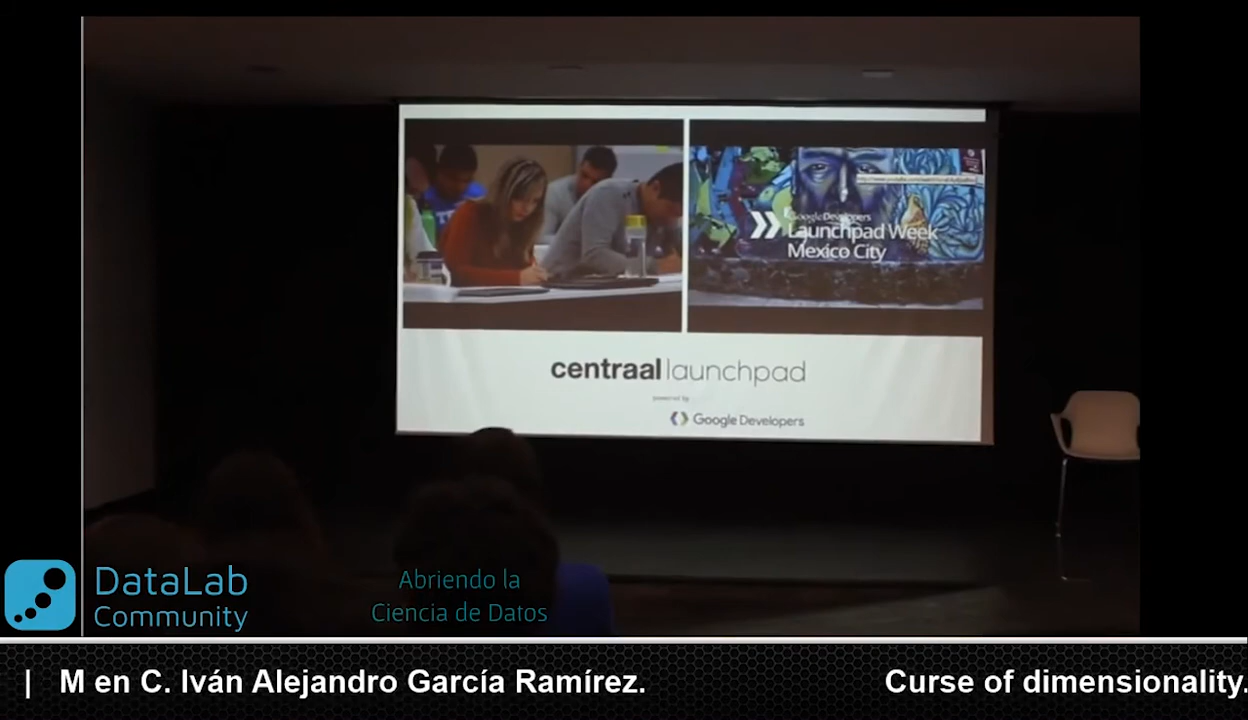 Google Developers
Launchpad Week
Mexico City
centraal launchpad
powered by
Google Developers
DataLab
Community
Abriendo la
Ciencia de Datos
| M en C. Iván Alejandro García Ramírez. Curse of dimensionality.